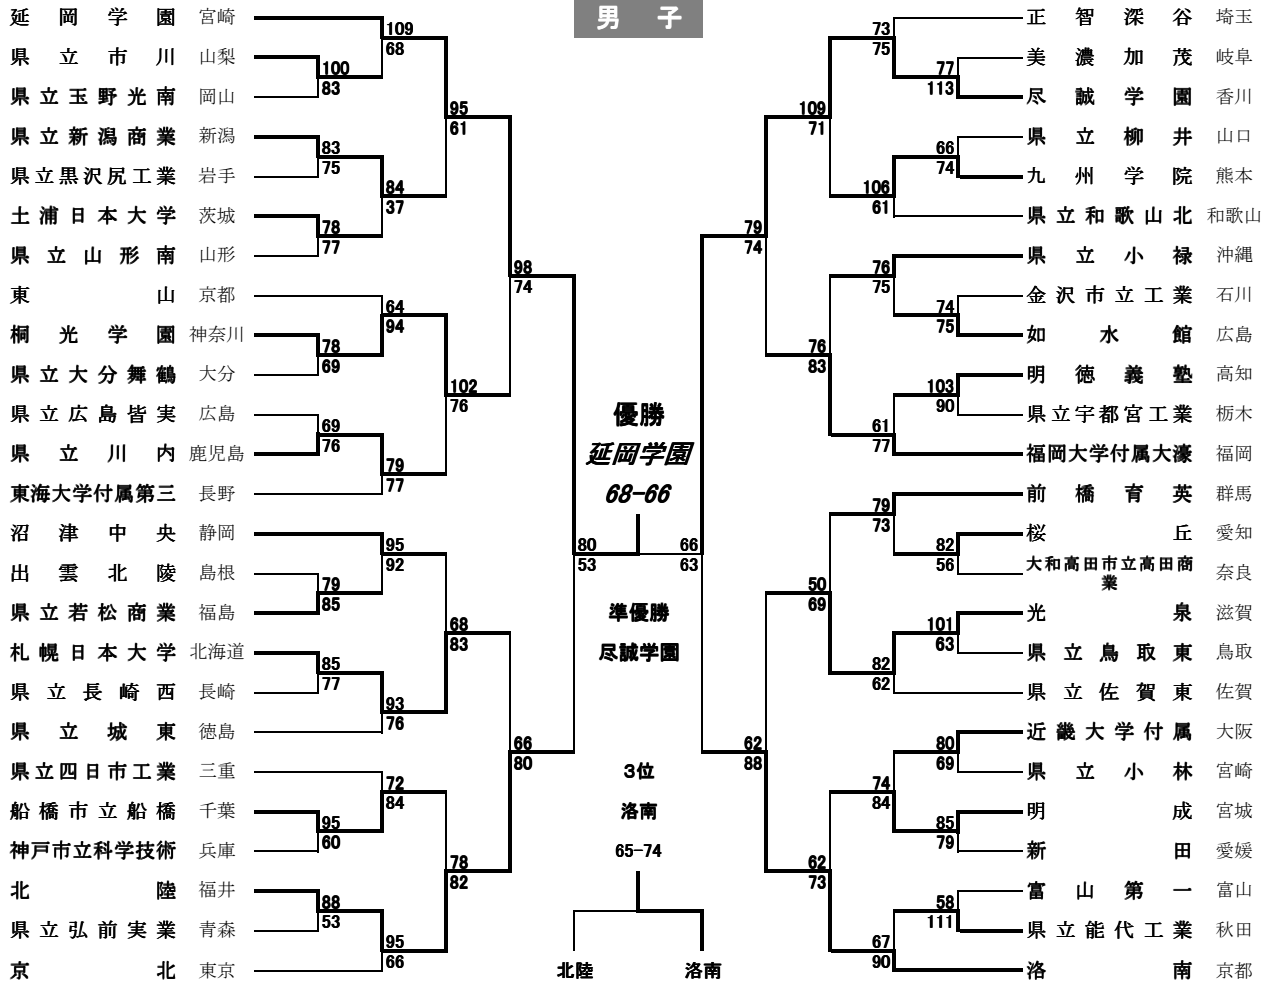 男子
延岡学園 宮崎
県立市川 山梨
県立玉野光南 岡山
県立新潟商業 新潟
県立黒沢尻工業 岩手
土浦日本大学 茨城
県立山形南 山形
東山 京都
桐光学園 神奈川
県立大分舞鶴 大分
県立広島皆実 広島
県立川内 鹿児島
東海大学付属第三 長野
沼津中央 静岡
出雲北陵 島根
県立若松商業 福島
札幌日本大学 北海道
県立長崎西 長崎
県立城東 徳島
県立四日市工業 三重
船橋市立船橋 千葉
神戸市立科学技術 兵庫
北陸 福井
県立弘前実業 青森
京北 東京
100
83
83
75
78
77
78
69
69
76
79
85
85
77
95
60
88
53
109
68
84
37
64
94
79
77
95
92
93
76
72
84
95
66
95
61
102
76
68
83
78
82
98
74
66
80
80
53
優勝
延岡学園
68-66
準優勝
尽誠学園
3位
洛南
65-74
北陸 洛南
66
63
79
74
62
88
109
71
76
83
50
69
62
73
73
75
106
61
76
75
61
77
79
73
82
62
74
84
67
90
77
113
66
74
74
75
103
90
82
56
101
63
80
69
85
79
58
111
正智深谷 埼玉
美濃加茂 岐阜
尽誠学園 香川
県立柳井 山口
九州学院 熊本
県立和歌山北 和歌山
県立小禄 沖縄
金沢市立工業 石川
如水館 広島
明徳義塾 高知
県立宇都宮工業 栃木
福岡大学付属大濠 福岡
前橋育英 群馬
桜丘 愛知
大和高田市立高田商
業 奈良
光泉 滋賀
県立鳥取東 鳥取
県立佐賀東 佐賀
近畿大学付属 大阪
県立小林 宮崎
明成 宮城
新田 愛媛
富山第一 富山
県立能代工業 秋田
洛南 京都